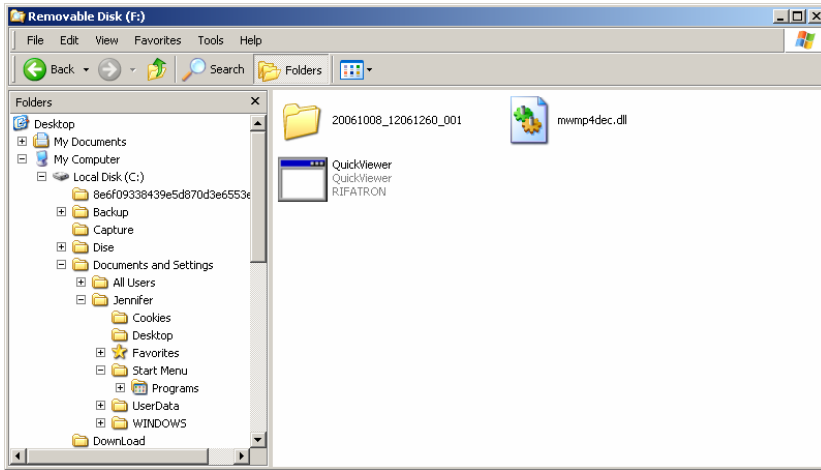 Removable Disk (F:)
File Edit View Favorites Tools Help
Back Search Folders
Folders
Desktop
My Documents
My Computer
Local Disk (C:)
8e6f09338439e5d870d3e6553e
Backup
Capture
Dise
Documents and Settings
All Users
Jennifer
Cookies
Desktop
Favorites
Start Menu
Programs
UserData
WINDOWS
DownLoad
20061008_12061260_001
mwmp4dec.dll
QuickViewer
QuickViewer
RIFATRON